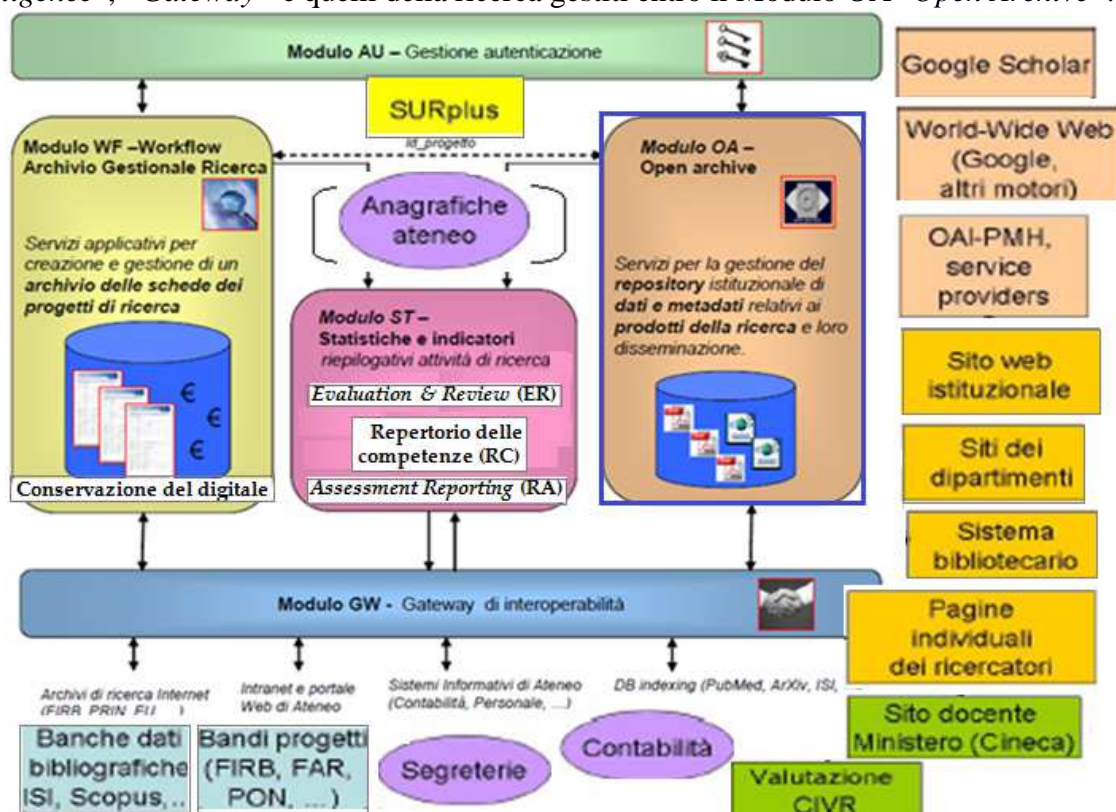 Modulo AU – Gestione autenticazione
SURplus
id_progetto
Modulo WF –Workflow
Archivio Gestionale Ricerca
Servizi applicativi per
creazione e gestione di un
archivio delle schede dei
progetti di ricerca
€
€
€
Conservazione del digitale
Anagrafiche
ateneo
Modulo ST –
Statistiche e indicatori
riepilogativi attività di ricerca
Evaluation & Review (ER)
Repertorio delle
competenze (RC)
Assessment Reporting (RA)
Modulo OA –
Open archive
Servizi per la gestione del
repository istituzionale di
dati e metadati relativi ai
prodotti della ricerca e loro
disseminazione.
Google Scholar
World-Wide Web
(Google,
altri motori)
OAI-PMH,
service
providers
Sito web
istituzionale
Siti dei
dipartimenti
Sistema
bibliotecario
Pagine
individuali
dei ricercatori
Sito docente
Ministero (Cineca)
Valutazione
CIVR
Modulo GW - Gateway di interoperabilità
Archivi di ricerca Internet
(FIRB, PRIN, EU, ...)
Banche dati
bibliografiche
ISI, Scopus,..
Intranet e portale
Web di Ateneo
Bandi progetti
(FIRB, FAR,
PON, ...)
Sistemi Informativi di Ateneo
(Contabilità, Personale, ...)
Segreterie
DB indexing (PubMed, ArXiv, ISI,
Contabilità